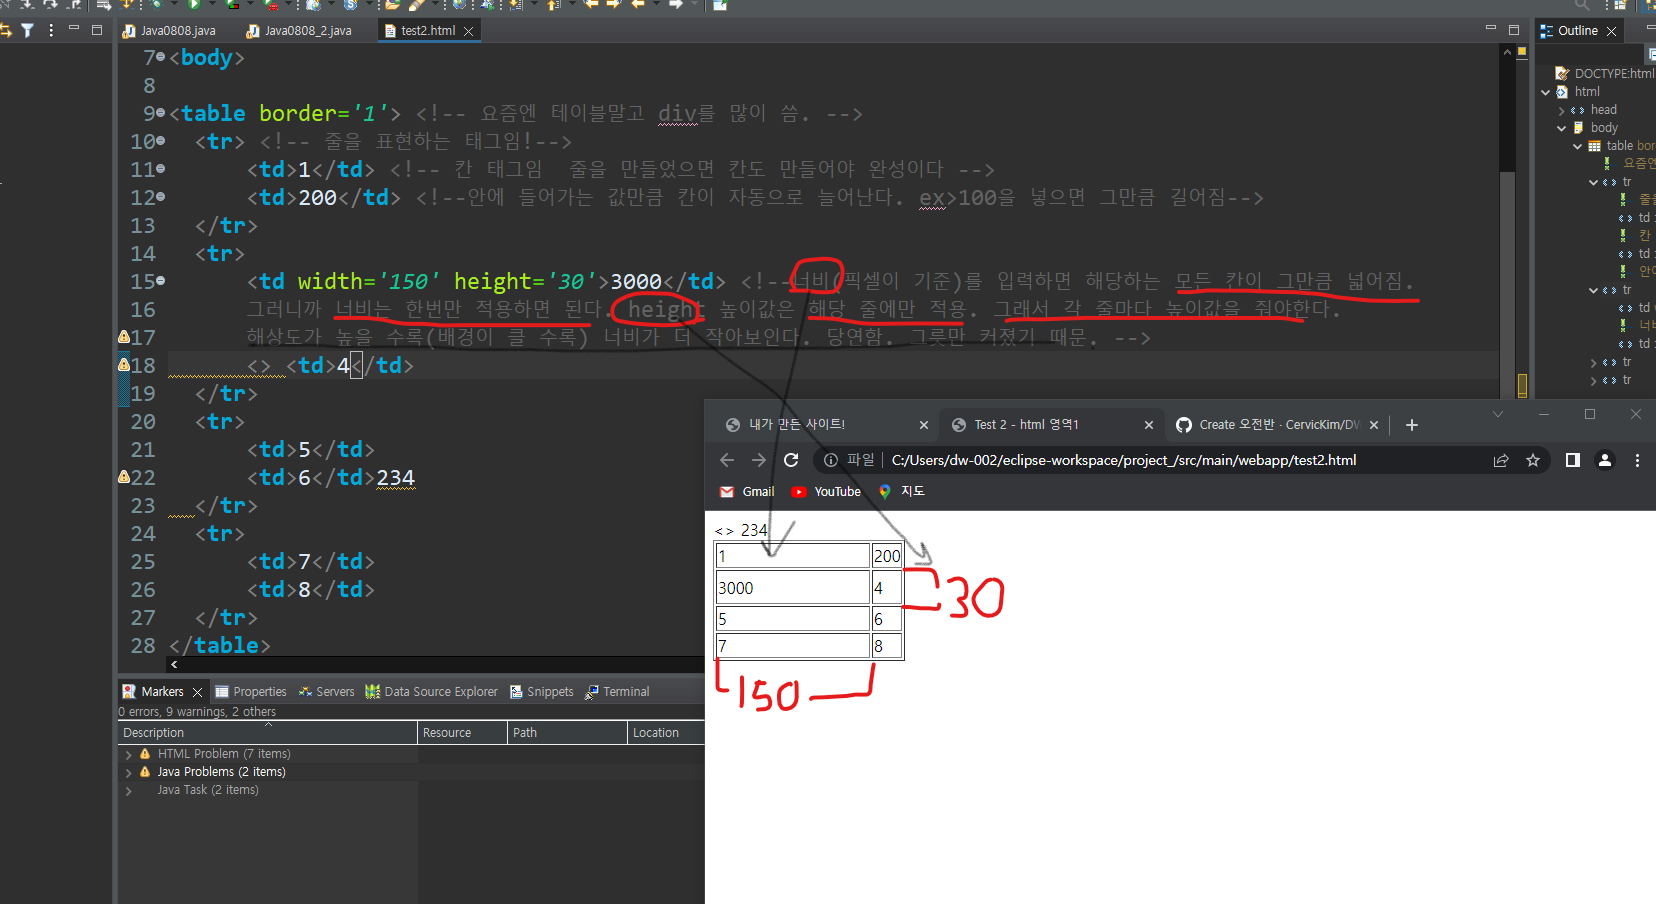 Java0808.java
Java0808_2.java
test2.html
Outline
7 <body>
8
9 <table border='1'> <!-- 요즘엔 테이블말고 div를 많이 씀. -->
10 <tr> <!-- 줄을 표현하는 태그임!-->
11 <td>1</td> <!-- 칸 태그임  줄을 만들었으면 칸도 만들어야 완성이다 -->
12 <td>200</td> <!--안에 들어가는 값만큼 칸이 자동으로 늘어난다. ex>100을 넣으면 그만큼 길어짐-->
13 </tr>
14 <tr>
15 <td width='150' height='30'>3000</td> <!--너비(픽셀이 기준)를 입력하면 해당하는 모든 칸이 그만큼 넓어짐.
16 그러니까 너비는 한번만 적용하면 된다. height 높이값은 해당 줄에만 적용. 그래서 각 줄마다 높이값을 줘야한다.
17 해상도가 높을 수록(배경이 클 수록) 너비가 더 작아보인다. 당연함. 그릇만 커졌기 때문. -->
18 <> <td>4</td>
19 </tr>
20 <tr>
21 <td>5</td>
22 <td>6</td>234
23 </tr>
24 <tr>
25 <td>7</td>
26 <td>8</td>
27 </tr>
28 </table>
DOCTYPE:html
html
head
body
table bor
요즘엔
tr
줄을
td
칸
td
안에
tr
td
너비
td
tr
tr
내가 만든 사이트!
Test 2 - html 영역1
Create 오전반 · CervicKim/DW
파일 C:/Users/dw-002/eclipse-workspace/project_/src/main/webapp/test2.html
Gmail YouTube 지도
<> 234
1 200
3000 4
5 6
7 8
30
150
Markers Properties Servers Data Source Explorer Snippets Terminal
0 errors, 9 warnings, 2 others
Description Resource Path Location
HTML Problem (7 items)
Java Problems (2 items)
Java Task (2 items)